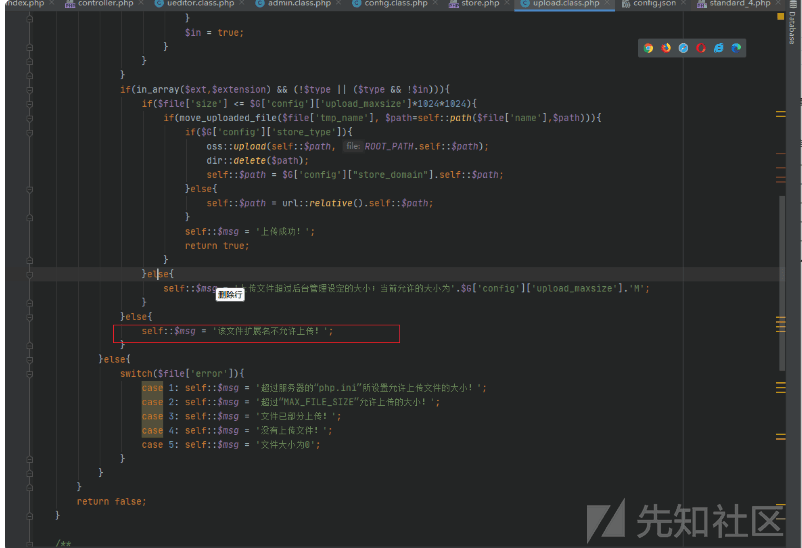 index.php controller.php ueditor.class.php admin.class.php config.class.php store.php upload.class.php config.json standard_4.php
Database
}
$in = true;
}
}
}
if(in_array($ext,$extension) && (!$type || ($type && !$in))){
if($file['size'] <= $G['config']['upload_maxsize']*1024*1024){
if(move_uploaded_file($file['tmp_name'], $path=self::path($file['name'],$path))){
if($G['config']['store_type']){
oss::upload(self::$path, file: ROOT_PATH.self::$path);
dir::delete($path);
self::$path = $G['config']["store_domain"].self::$path;
}else{
self::$path = url::relative().self::$path;
}
self::$msg = '上传成功！';
return true;
}
}else{
self::$msg = '上传文件超过后台管理设定的大小！当前允许的大小为'.$G['config']['upload_maxsize'].'M';
删除行
}
}else{
self::$msg = '该文件扩展名不允许上传！';
}
}else{
switch($file['error']){
case 1: self::$msg = '超过服务器的“php.ini”所设置允许上传文件的大小！';
case 2: self::$msg = '超过“MAX_FILE_SIZE”允许上传的大小！';
case 3: self::$msg = '文件已部分上传！';
case 4: self::$msg = '没有上传文件！';
case 5: self::$msg = '文件大小为0';
}
}
}
return false;
}
/**
先知社区